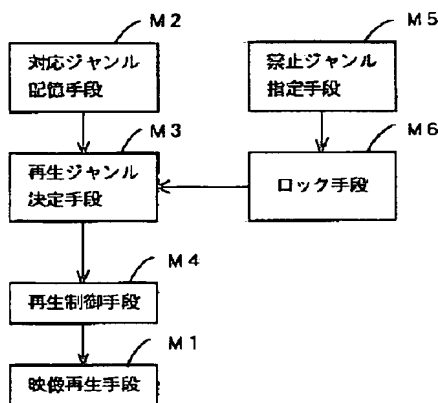 M2
対応ジャンル
記憶手段
M5
禁止ジャンル
指定手段
M3
再生ジャンル
決定手段
M6
ロック手段
M4
再生制御手段
M1
映像再生手段